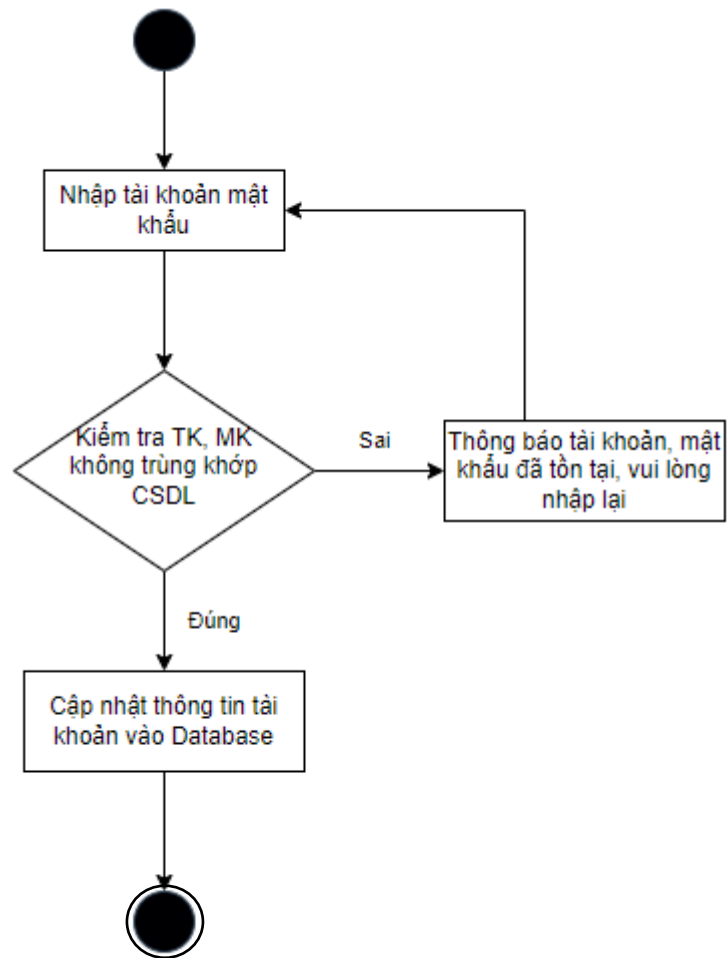 Nhập tài khoản mật
khẩu
Kiểm tra TK, MK
không trùng khớp
CSDL
Sai
Thông báo tài khoản, mật
khẩu đã tồn tại, vui lòng
nhập lại
Đúng
Cập nhật thông tin tài
khoản vào Database